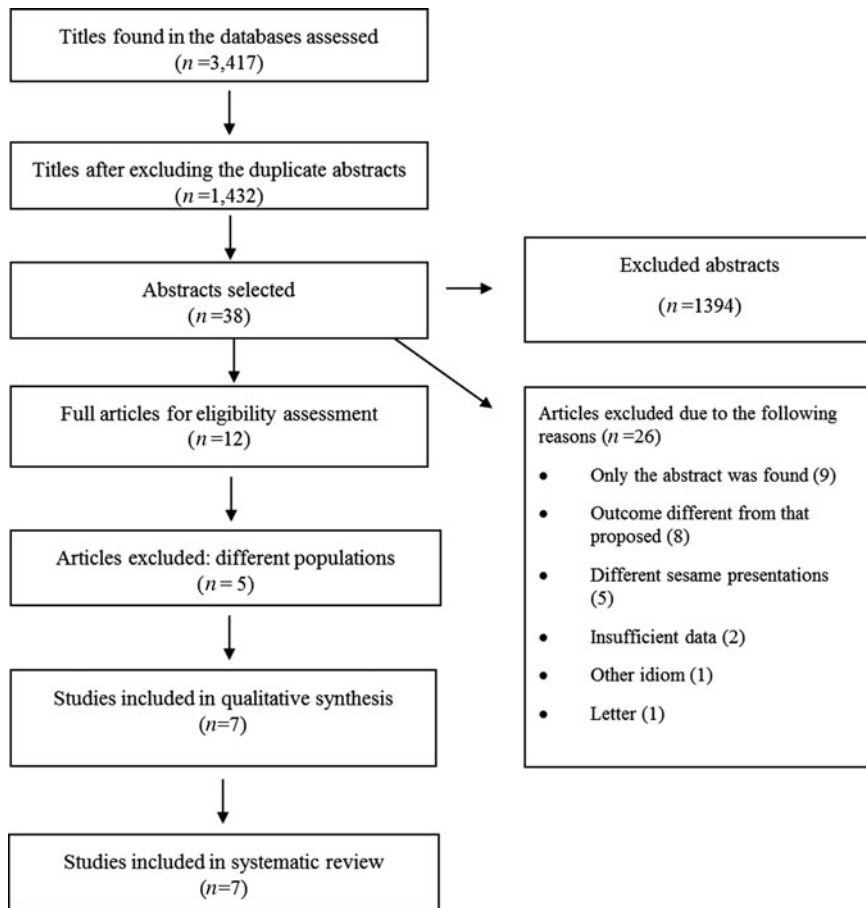 Titles found in the databases assessed
(n =3,417)
Titles after excluding the duplicate abstracts
(n =1,432)
Abstracts selected
(n=38)
Excluded abstracts
(n=1394)
Full articles for eligibility assessment
(n=12)
Articles excluded due to the following
reasons (n =26)
• Only the abstract was found (9)
• Outcome different from that
proposed (8)
• Different sesame presentations
(5)
• Insufficient data (2)
• Other idiom (1)
• Letter (1)
Articles excluded: different populations
(n= 5)
Studies included in qualitative synthesis
(n=7)
Studies included in systematic review
(n=7)